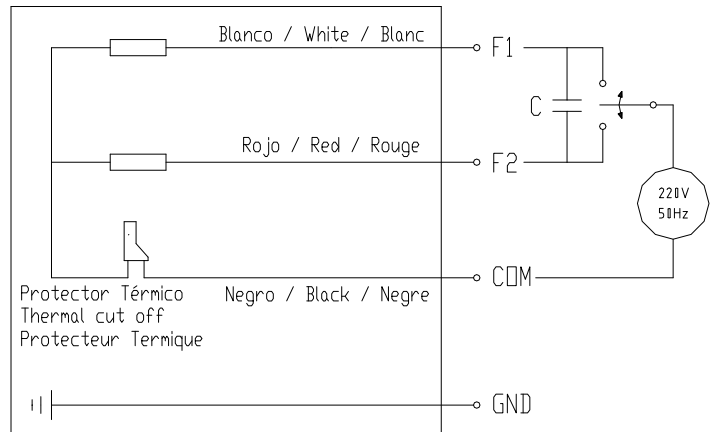 Blanco / White / Blanc
F1
C
Rojo / Red / Rouge
F2
220V
50Hz
COM
Negro / Black / Negre
Protector Térmico
Thermal cut off
Protecteur Termique
GND